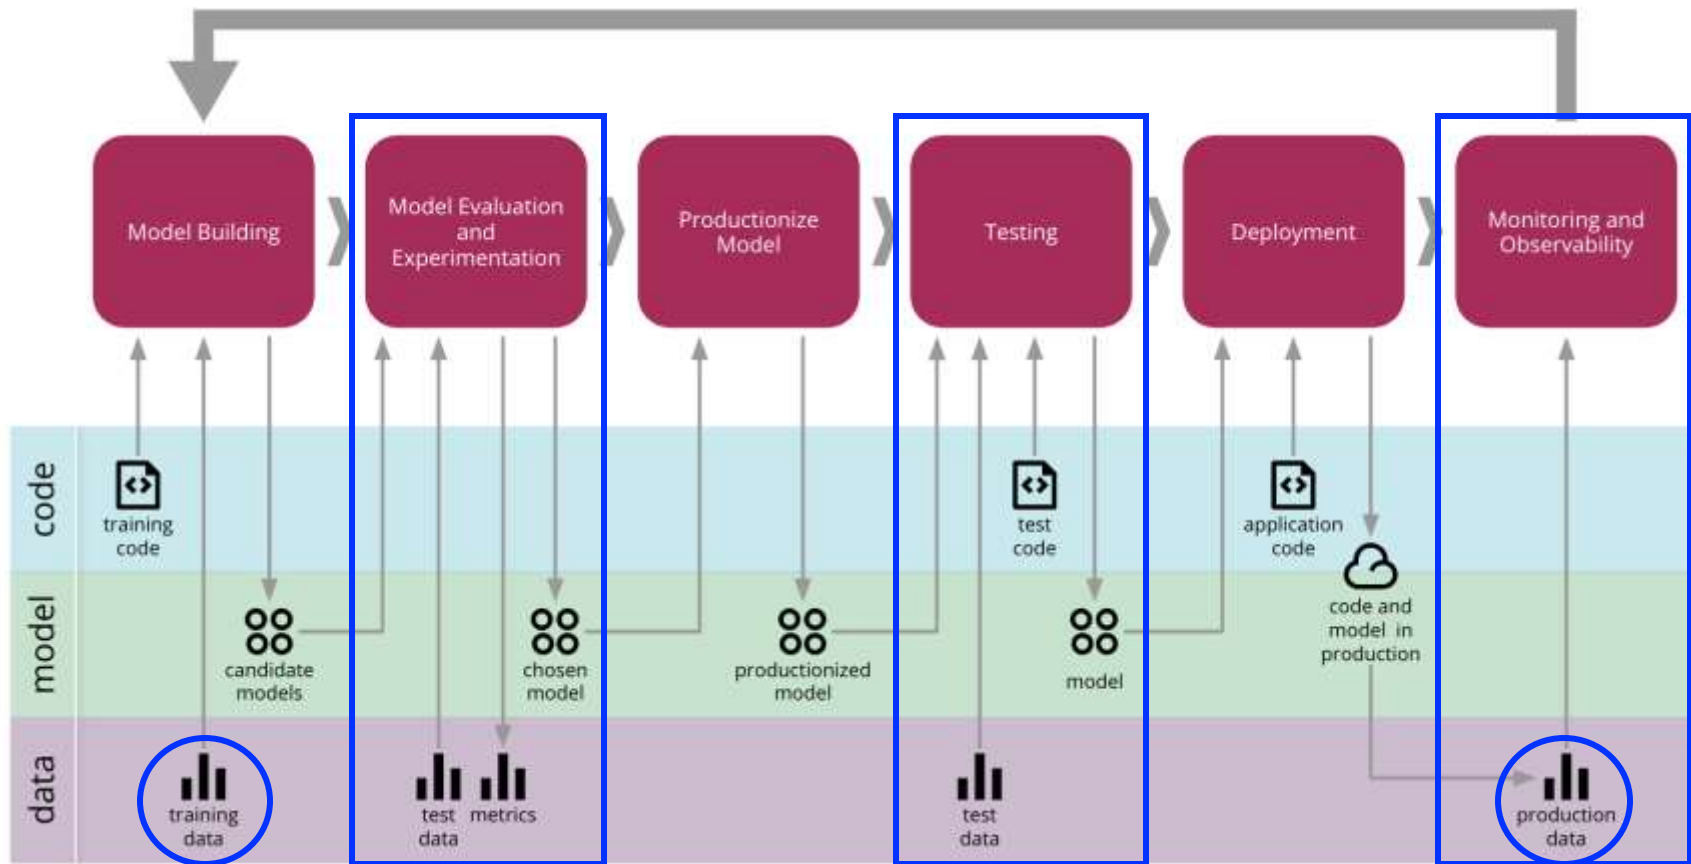 Model Building
Model Evaluation
and
Experimentation
Productionize
Model
Testing
Deployment
Monitoring and
Observability
code
training
code
test
code
application
code
model
candidate
models
chosen
model
productionized
model
model
code and
model in
production
data
training
data
test
data
metrics
test
data
production
data